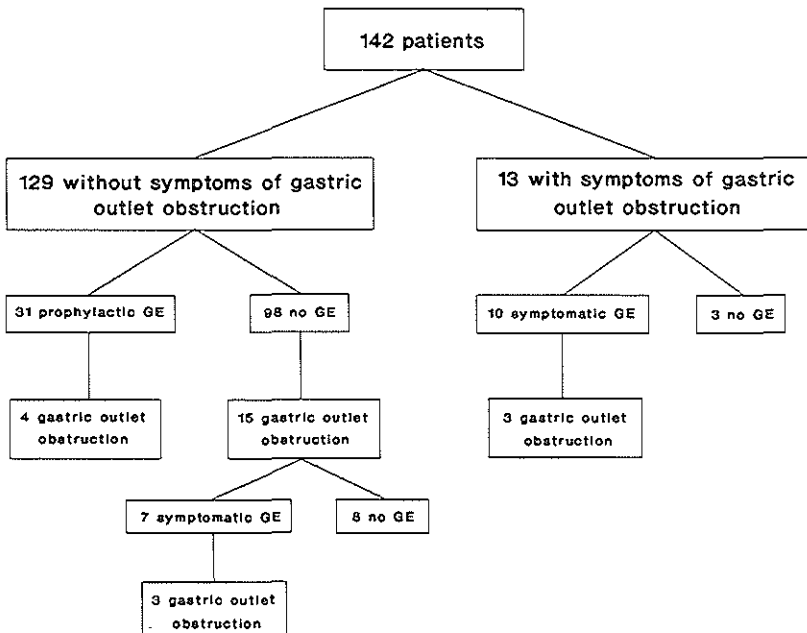 142 patients
129 without symptoms of gastric
outlet obstruction
13 with symptoms of gastric
outlet obstruction
31 prophylactic GE
98 no GE
10 symptomatic GE
3 no GE
4 gastric outlet
obstruction
15 gastric outlet
obstruction
3 gastric outlet
obstruction
7 symptomatic GE
8 no GE
3 gastric outlet
obstruction